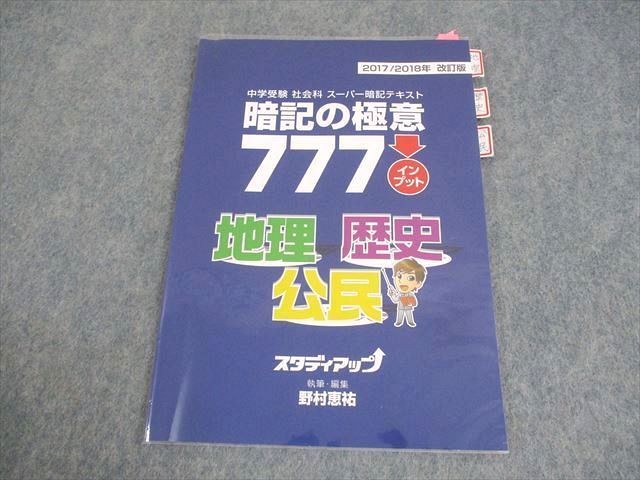 2017/2018年 改訂版
中学受験 社会科 スーパー暗記テキスト
暗記の極意
777
イン
プット
地理 歴史
公民
スタディアップ
執筆・編集
野村恵祐